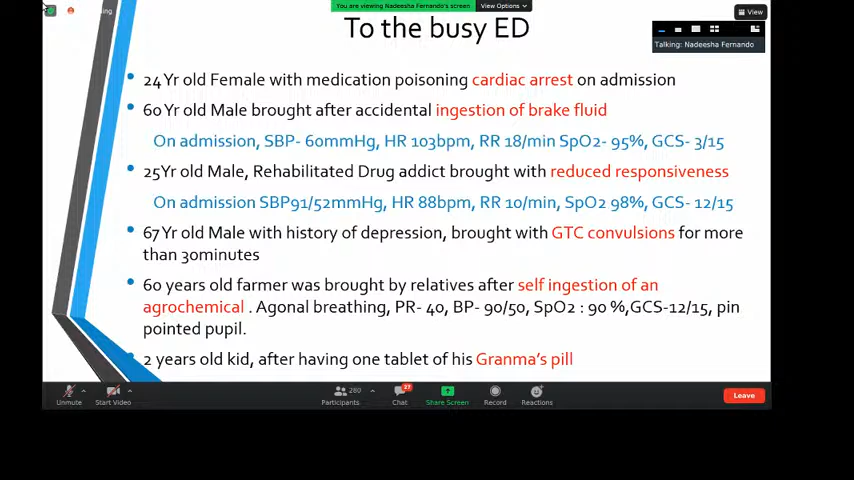 You are viewing Nadeesha Fernando's screen
View Options
View
Talking: Nadeesha Fernando
To the busy ED
24 Yr old Female with medication poisoning cardiac arrest on admission
60 Yr old Male brought after accidental ingestion of brake fluid
On admission, SBP- 60mmHg, HR 103bpm, RR 18/min SpO2- 95%, GCS- 3/15
25Yr old Male, Rehabilitated Drug addict brought with reduced responsiveness
On admission SBP91/52mmHg, HR 88bpm, RR 10/min, SpO2 98%, GCS- 12/15
67 Yr old Male with history of depression, brought with GTC convulsions for more
than 30minutes
60 years old farmer was brought by relatives after self ingestion of an
agrochemical . Agonal breathing, PR- 40, BP- 90/50, SpO2 : 90 %,GCS-12/15, pin
pointed pupil.
2 years old kid, after having one tablet of his Granma's pill
Unmute
Start Video
280
Participants
27
Chat
Share Screen
Record
Reactions
Leave